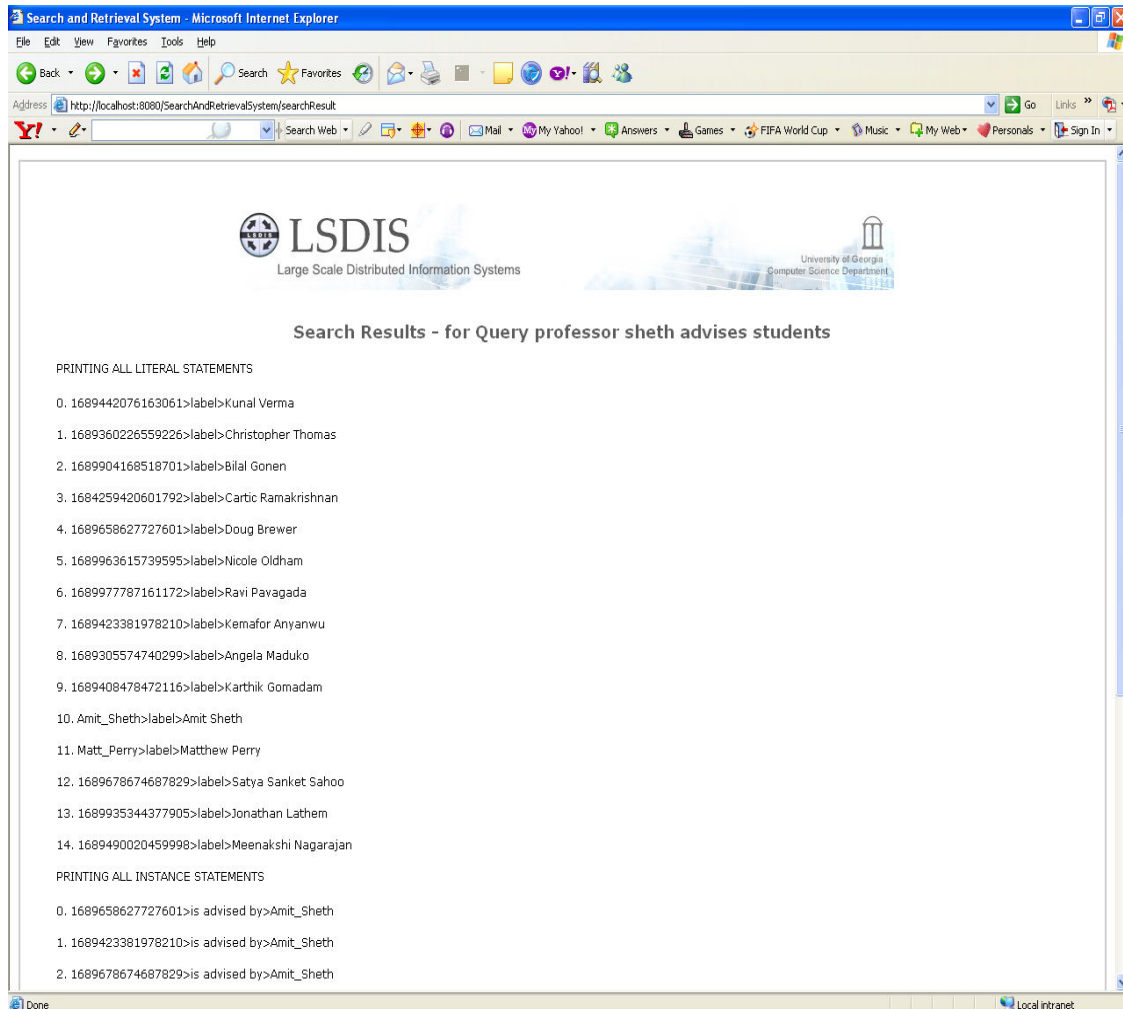 Search and Retrieval System - Microsoft Internet Explorer
File Edit View Favorites Tools Help
Back Search Favorites
Address http://localhost:8080/SearchAndRetrievalSystem/searchResult Go Links »
Y! Search Web Mail My Yahoo! Answers Games FIFA World Cup Music My Web Personals Sign In
LSDIS
LSDIS
Large Scale Distributed Information Systems
University of Georgia
Computer Science Department
Search Results - for Query professor sheth advises students
PRINTING ALL LITERAL STATEMENTS
0. 1689442076163061>label>Kunal Verma
1. 1689360226559226>label>Christopher Thomas
2. 1689904168518701>label>Bilal Gonen
3. 1684259420601792>label>Cartic Ramakrishnan
4. 1689658627727601>label>Doug Brewer
5. 1689963615739595>label>Nicole Oldham
6. 1689977787161172>label>Ravi Pavagada
7. 1689423381978210>label>Kemafor Anyanwu
8. 1689305574740299>label>Angela Maduko
9. 1689408478472116>label>Karthik Gomadam
10. Amit_Sheth>label>Amit Sheth
11. Matt_Perry>label>Matthew Perry
12. 1689678674687829>label>Satya Sanket Sahoo
13. 1689935344377905>label>Jonathan Lathem
14. 1689490020459998>label>Meenakshi Nagarajan
PRINTING ALL INSTANCE STATEMENTS
0. 1689658627727601>is advised by>Amit_Sheth
1. 1689423381978210>is advised by>Amit_Sheth
2. 1689678674687829>is advised by>Amit_Sheth
Done Local intranet